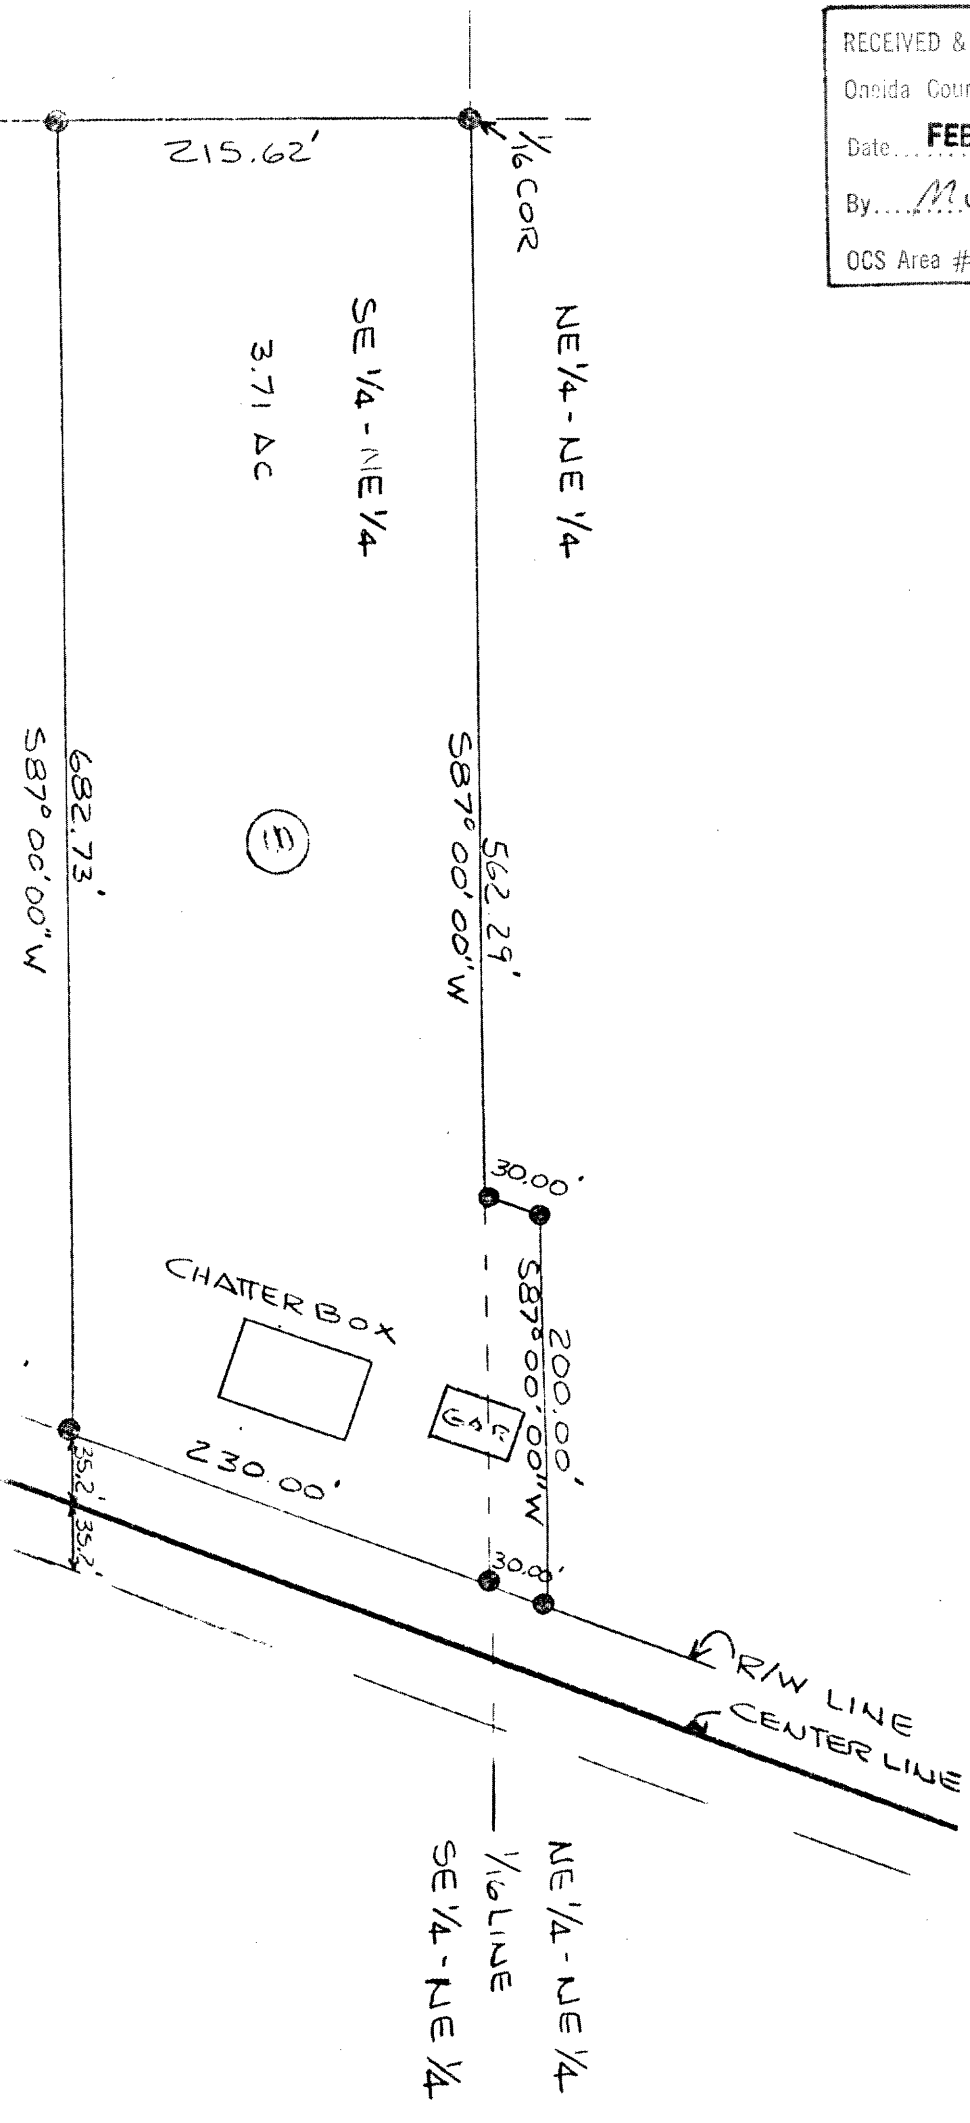 RECEIVED &
Oneida Cour
Date.... FEB
By....
OCS Area #
215.62'
1/16 COR
NE 1/4 - NE 1/4
SE 1/4 - NE 1/4
3.71 AC
562.29'
S87° 00' 00" W
682.73'
S87° 00' 00" W
30.00'
200.00'
S87° 00' 00" W
CHATTER BOX
GAR
230.00'
30.00'
35.2'
35.2'
R/W LINE
CENTER LINE
NE 1/4 - NE 1/4
1/16 LINE
SE 1/4 - NE 1/4